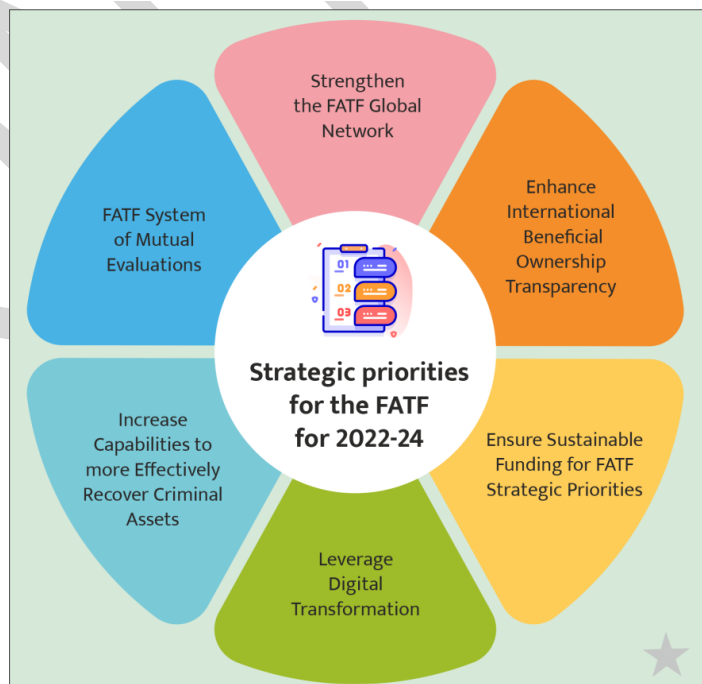 Strengthen
the FATF Global
Network
Enhance
International
Beneficial
Ownership
Transparency
Ensure Sustainable
Funding for FATF
Strategic Priorities
Leverage
Digital
Transformation
Increase
Capabilities to
more Effectively
Recover Criminal
Assets
FATF System
of Mutual
Evaluations
01
02
03
Strategic priorities
for the FATF
for 2022-24